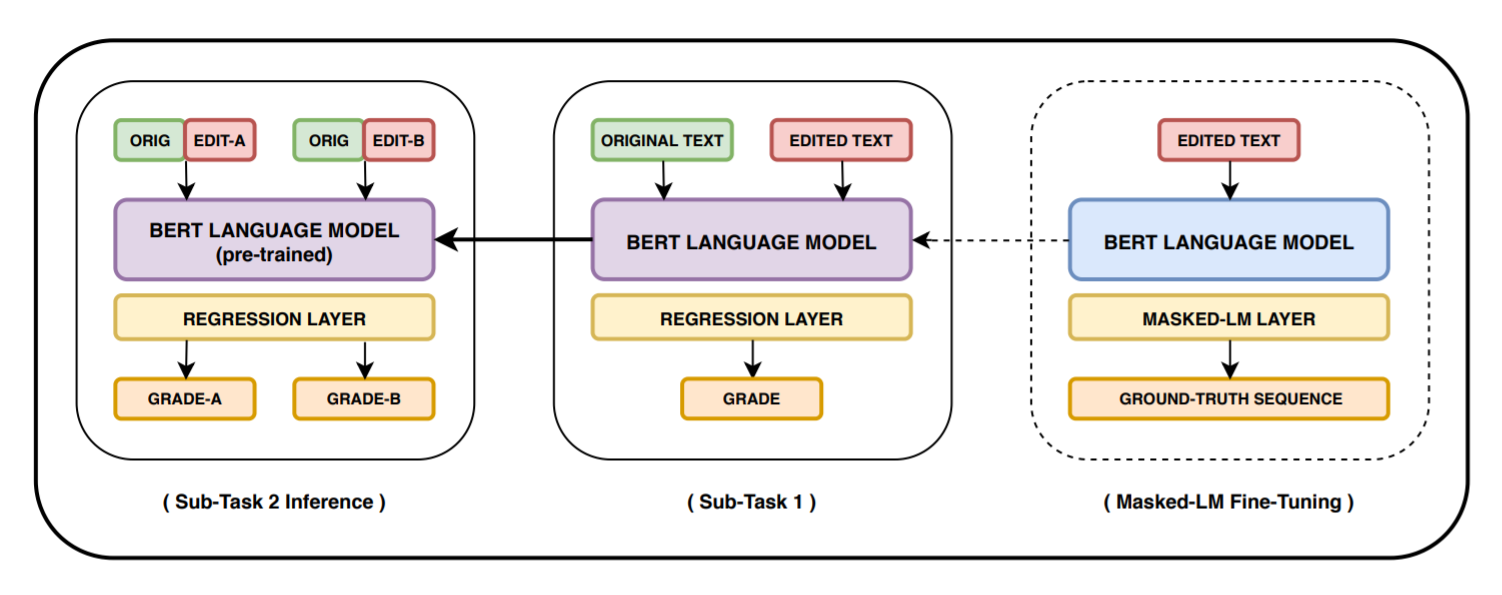 ORIG EDIT-A
ORIG EDIT-B
BERT LANGUAGE MODEL
(pre-trained)
REGRESSION LAYER
GRADE-A
GRADE-B
( Sub-Task 2 Inference )
ORIGINAL TEXT
EDITED TEXT
BERT LANGUAGE MODEL
REGRESSION LAYER
GRADE
( Sub-Task 1 )
EDITED TEXT
BERT LANGUAGE MODEL
MASKED-LM LAYER
GROUND-TRUTH SEQUENCE
( Masked-LM Fine-Tuning )